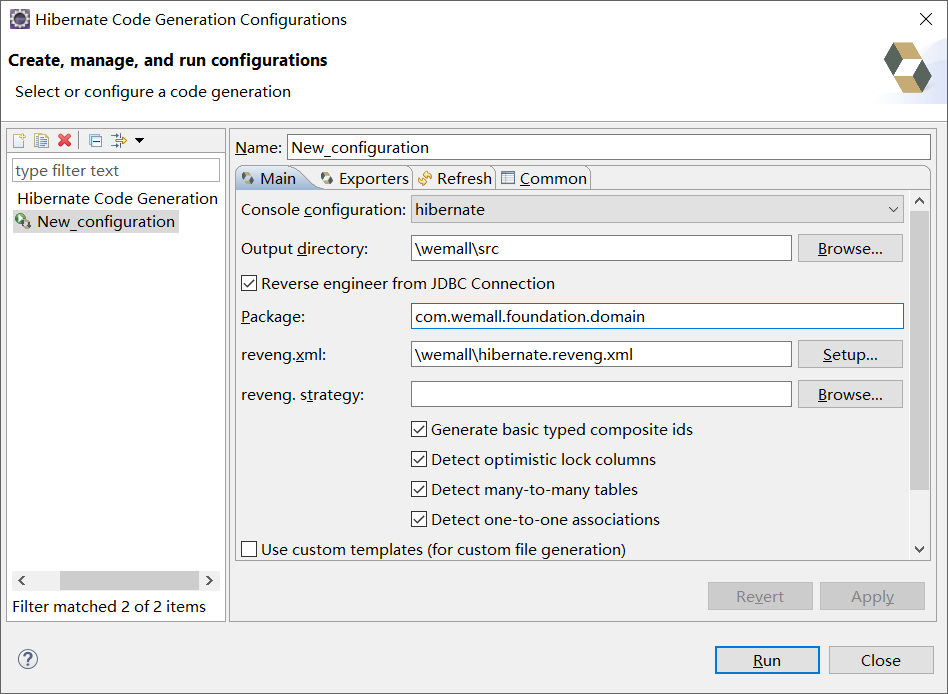 Hibernate Code Generation Configurations
Create, manage, and run configurations
Select or configure a code generation
type filter text
Hibernate Code Generation
New_configuration
Filter matched 2 of 2 items
Name: New_configuration
Main Exporters Refresh Common
Console configuration: hibernate
Output directory: \wemall\src Browse...
Reverse engineer from JDBC Connection
Package: com.wemall.foundation.domain
reveng.xml: \wemall\hibernate.reveng.xml Setup...
reveng. strategy: Browse...
Generate basic typed composite ids
Detect optimistic lock columns
Detect many-to-many tables
Detect one-to-one associations
Use custom templates (for custom file generation)
Revert Apply
? Run Close